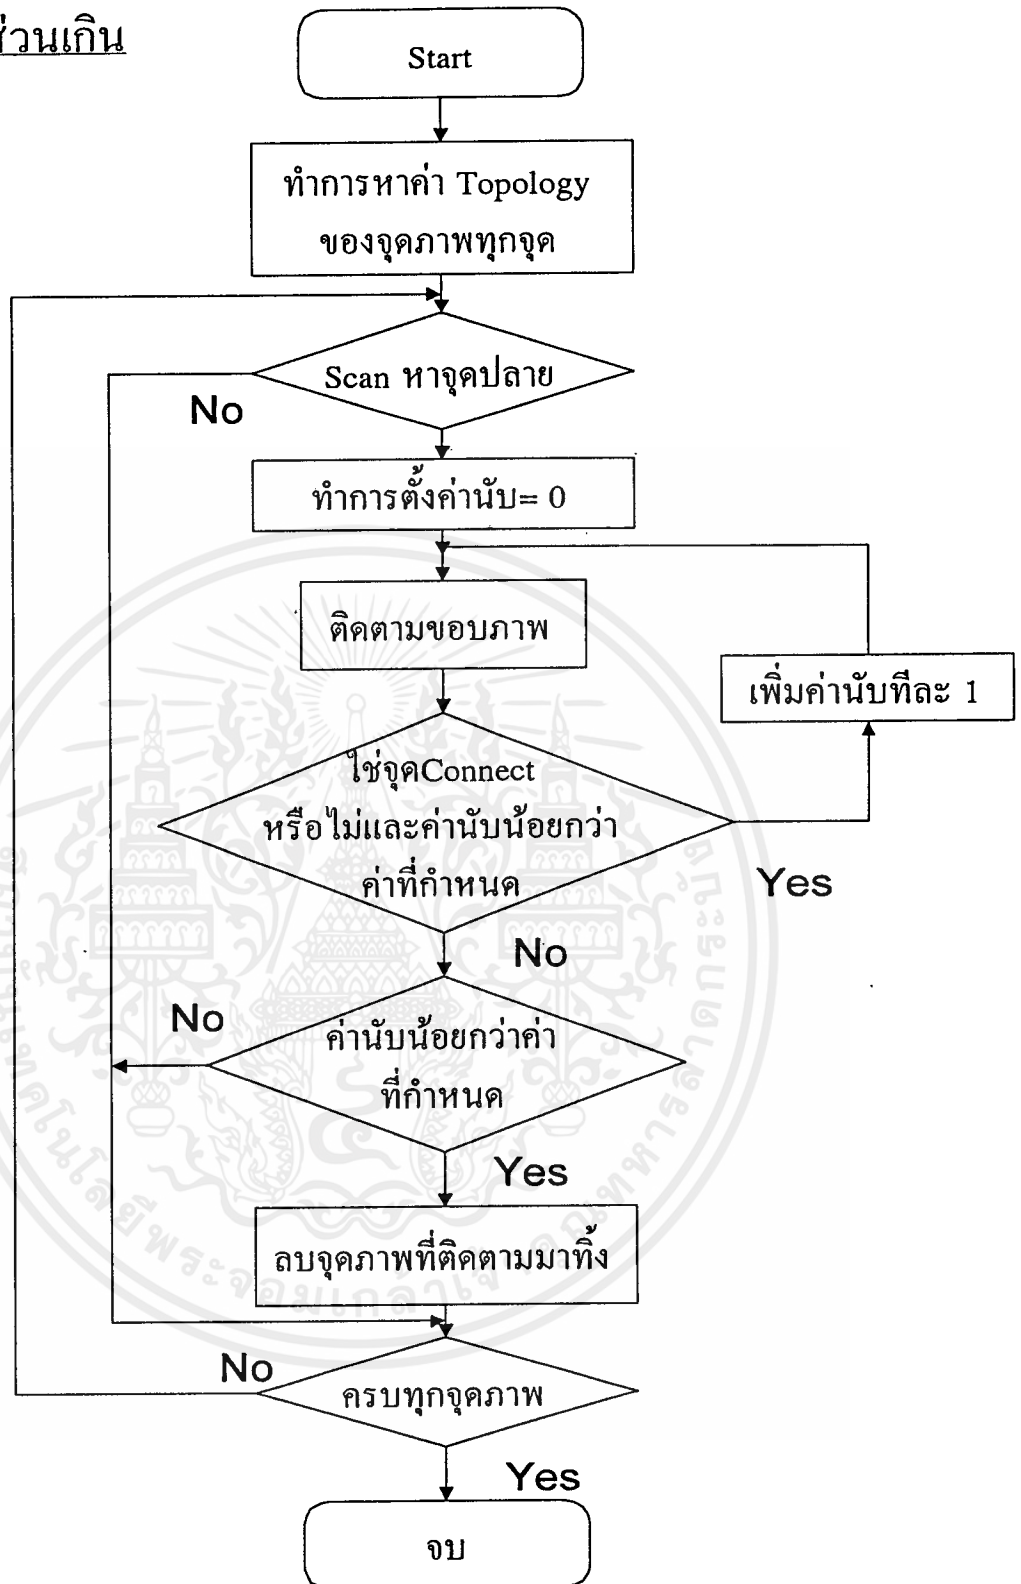 ส่วนเกิน
Start
ทำการหาค่า Topology
ของจุดภาพทุกจุด
Scan หาจุดปลาย
No
ทำการตั้งค่านับ= 0
ติดตามขอบภาพ
เพิ่มค่านับทีละ 1
ใช่จุดConnect
หรือไม่และค่านับน้อยกว่า
ค่าที่กำหนด
Yes
No
No
ค่านับน้อยกว่าค่า
ที่กำหนด
Yes
ลบจุดภาพที่ติดตามมาทิ้ง
No
ครบทุกจุดภาพ
Yes
จบ